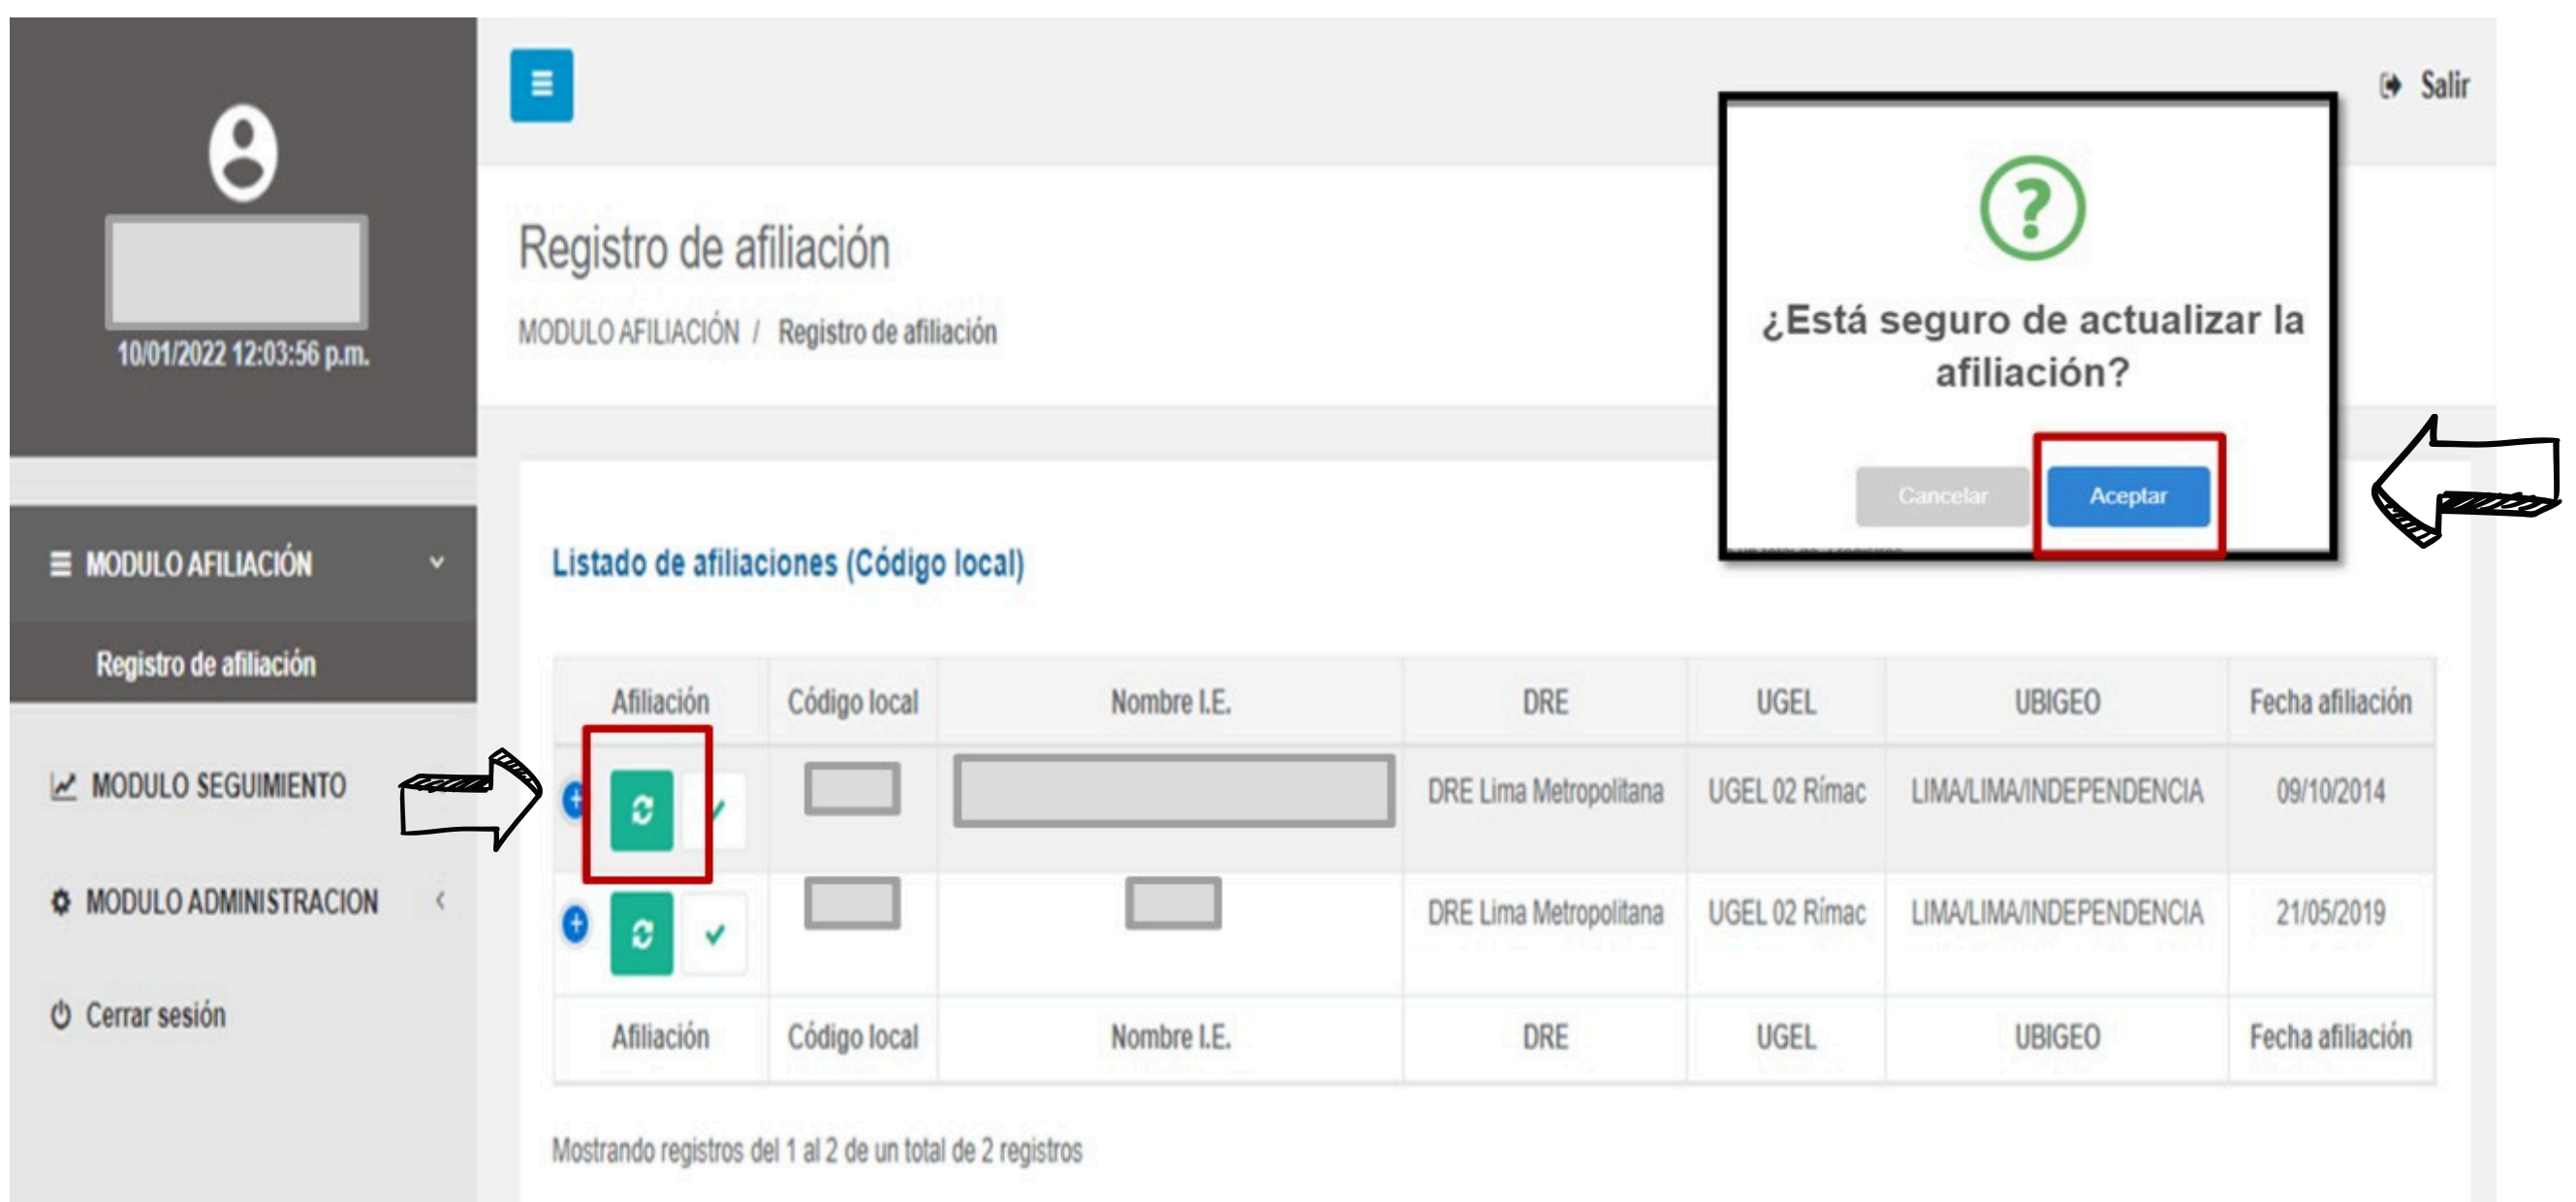 Salir
10/01/2022 12:03:56 p.m.
Registro de afiliación
MODULO AFILIACIÓN / Registro de afiliación
¿Está seguro de actualizar la
afiliación?
Cancelar Aceptar
MODULO AFILIACIÓN
Registro de afiliación
MODULO SEGUIMIENTO
MODULO ADMINISTRACION
Cerrar sesión
Listado de afiliaciones (Código local)
Afiliación Código local Nombre I.E. DRE UGEL UBIGEO Fecha afiliación
DRE Lima Metropolitana UGEL 02 Rímac LIMA/LIMA/INDEPENDENCIA 09/10/2014
DRE Lima Metropolitana UGEL 02 Rímac LIMA/LIMA/INDEPENDENCIA 21/05/2019
Afiliación Código local Nombre I.E. DRE UGEL UBIGEO Fecha afiliación
Mostrando registros del 1 al 2 de un total de 2 registros